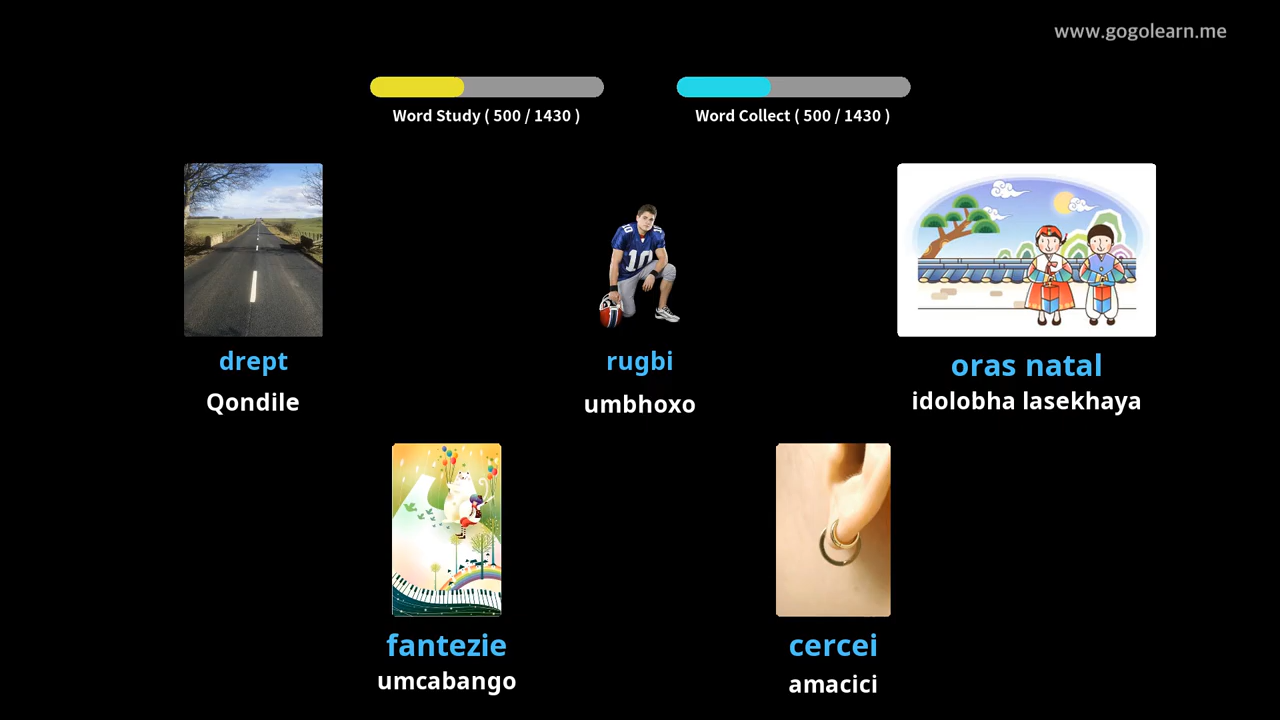 www.gogolearn.me
Word Study ( 500 / 1430 )
Word Collect ( 500 / 1430 )
drept
Qondile
rugbi
umbhoxo
oras natal
idolobha lasekhaya
fantezie
umcabango
cercei
amacici